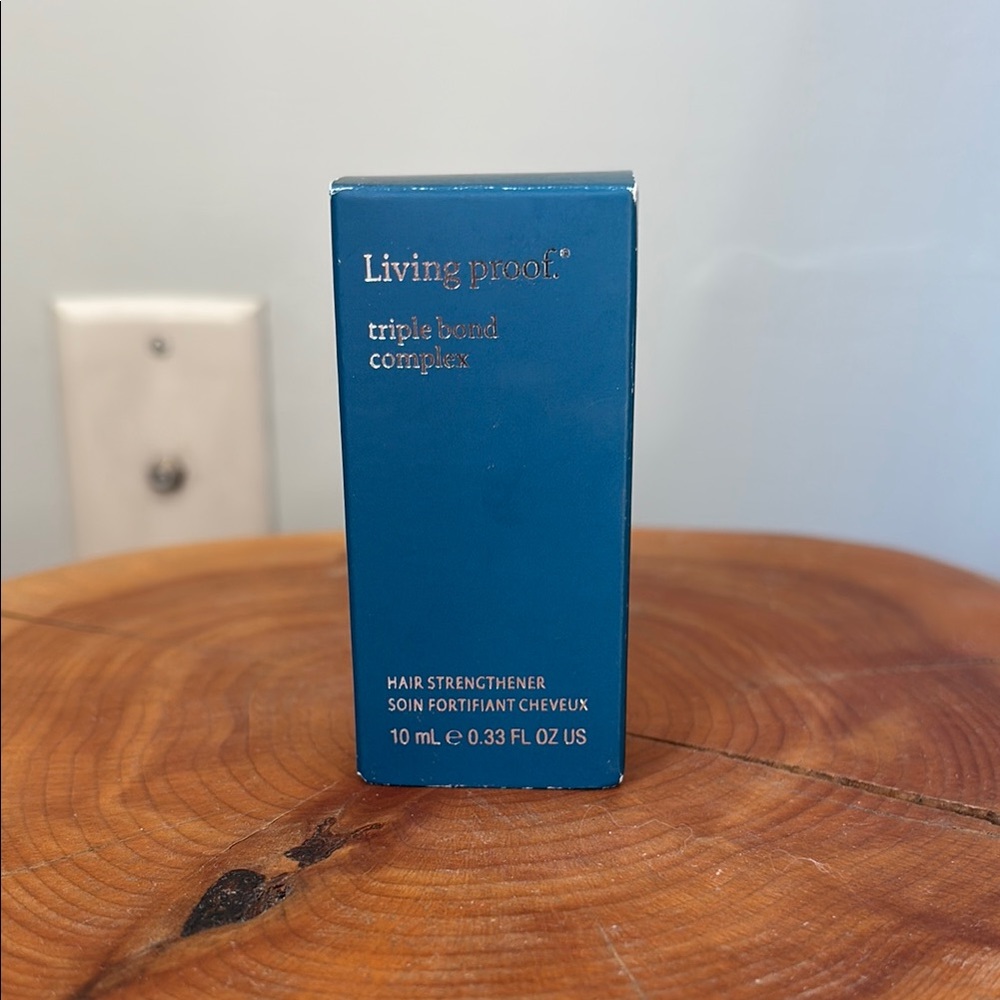 Living proof.®
triple bond
complex
HAIR STRENGTHENER
SOIN FORTIFIANT CHEVEUX
10 mL ℮ 0.33 FL OZ US